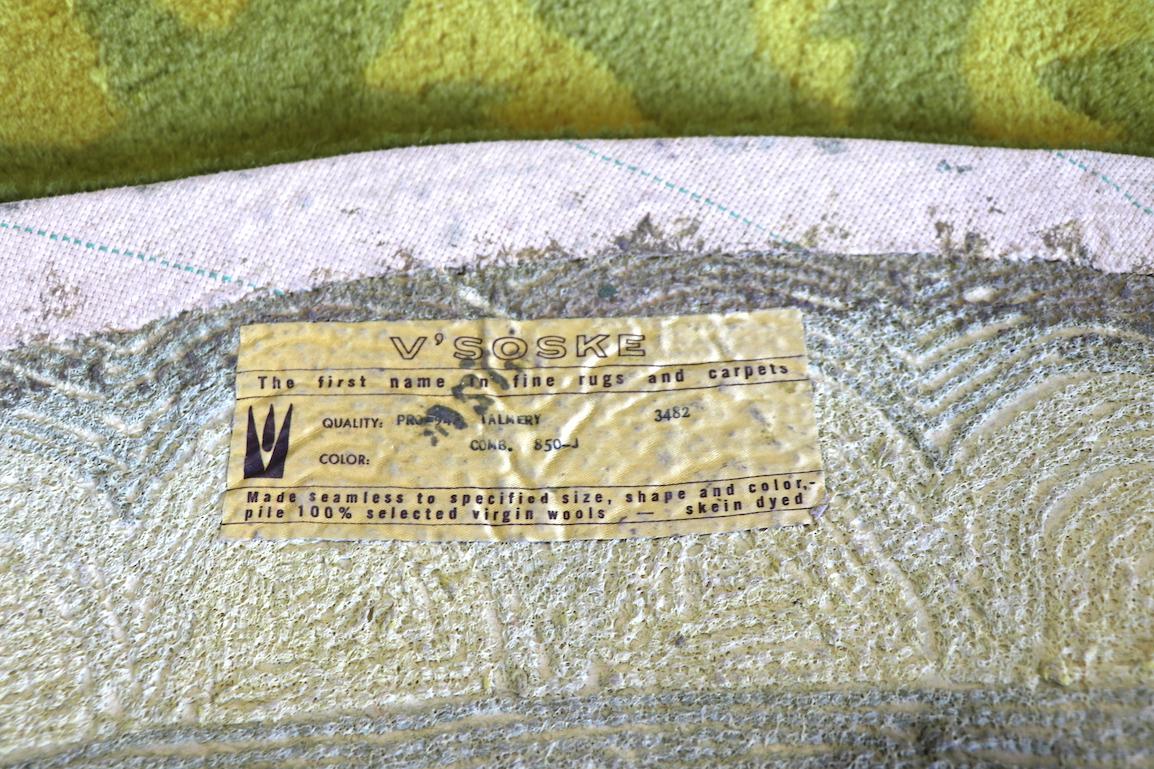 V'SOSKE
The first name in fine rugs and carpets
QUALITY: 3482
COMB. 850-J
COLOR:
Made seamless to specified size, shape and color,-
pile 100% selected virgin wools — skein dyed